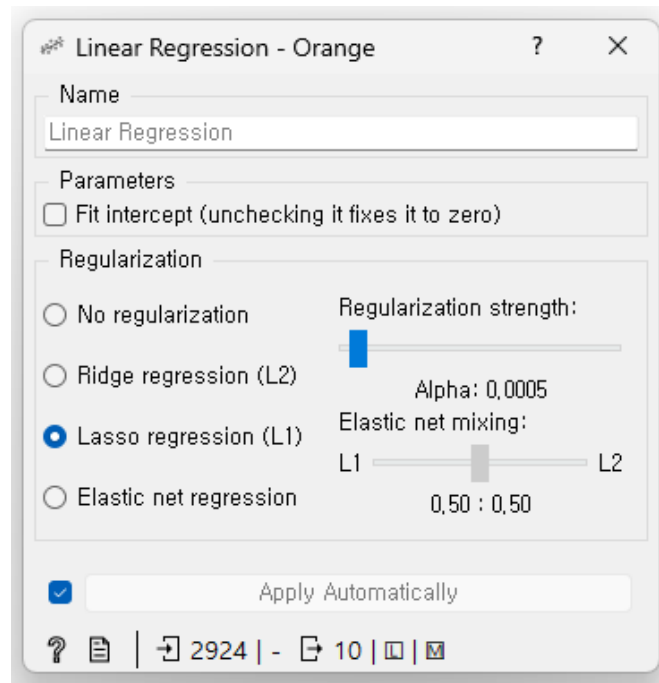 Linear Regression - Orange ? ×
Name
Linear Regression
Parameters
Fit intercept (unchecking it fixes it to zero)
Regularization
No regularization
Ridge regression (L2)
Lasso regression (L1)
Elastic net regression
Regularization strength:
Alpha: 0,0005
Elastic net mixing:
L1 L2
0,50 : 0,50
Apply Automatically
? 2924 | - 10 | L | M